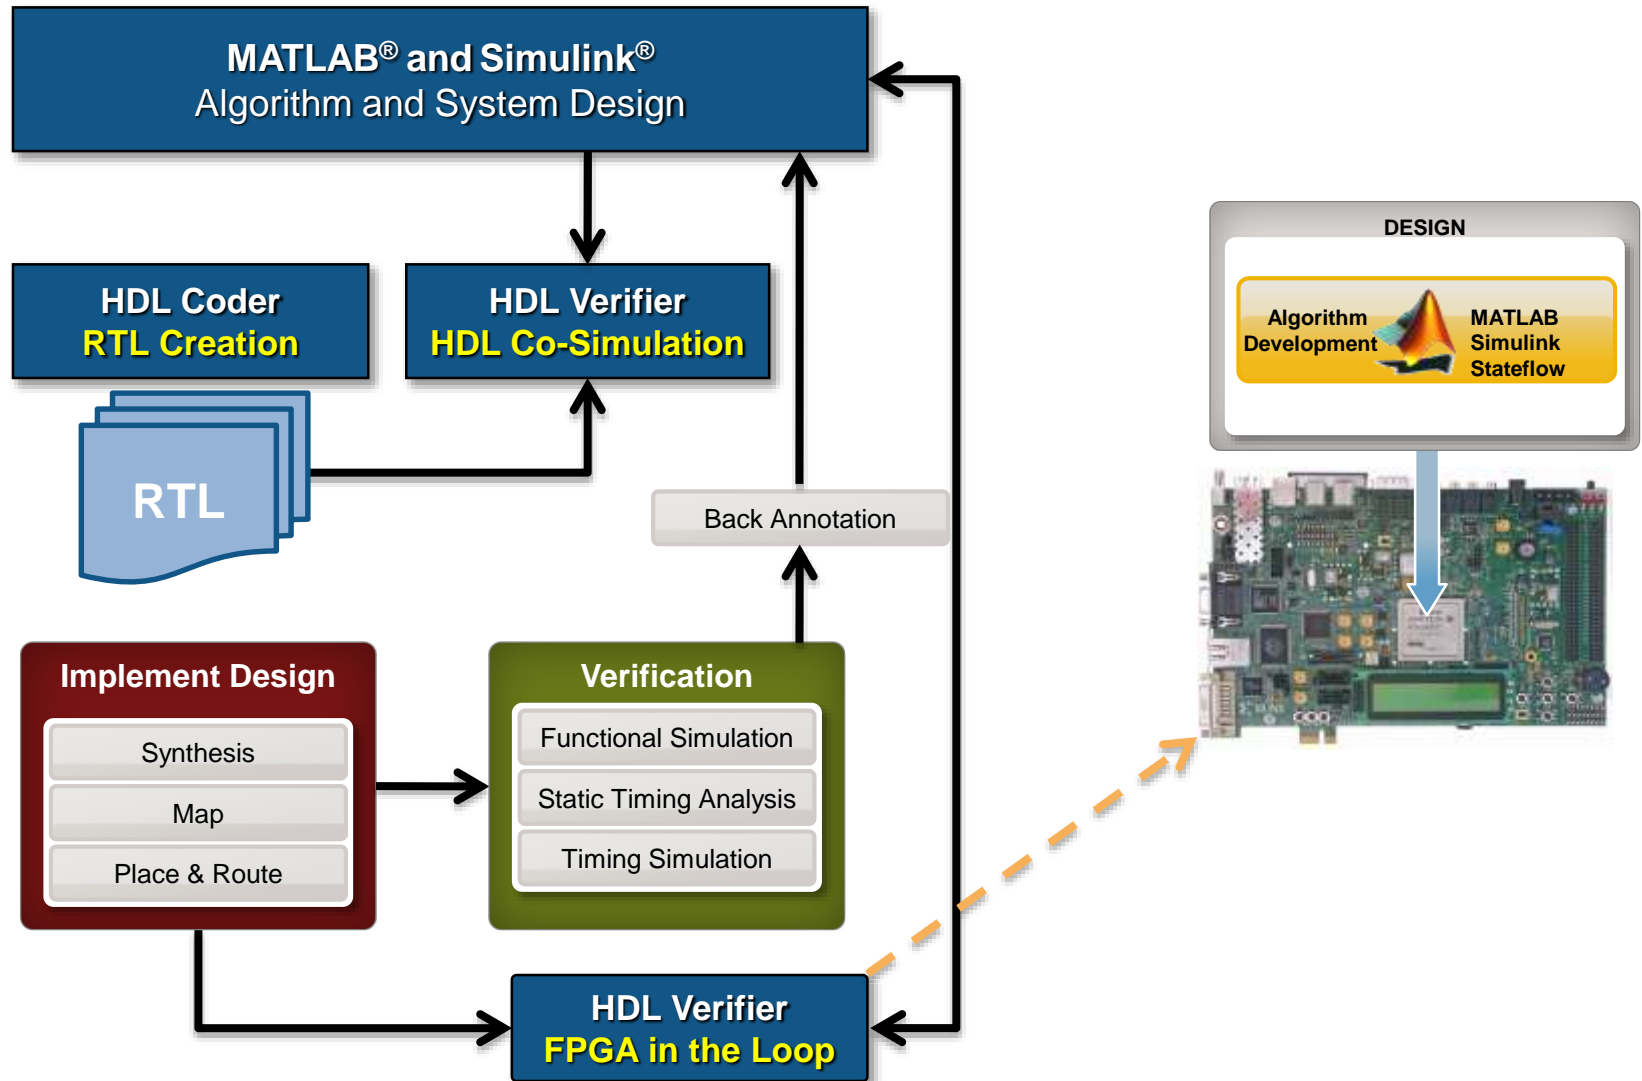 MATLAB® and Simulink®
Algorithm and System Design
HDL Coder
RTL Creation
HDL Verifier
HDL Co-Simulation
RTL
Back Annotation
Implement Design
Synthesis
Map
Place & Route
Verification
Functional Simulation
Static Timing Analysis
Timing Simulation
HDL Verifier
FPGA in the Loop
DESIGN
Algorithm
Development
MATLAB
Simulink
Stateflow